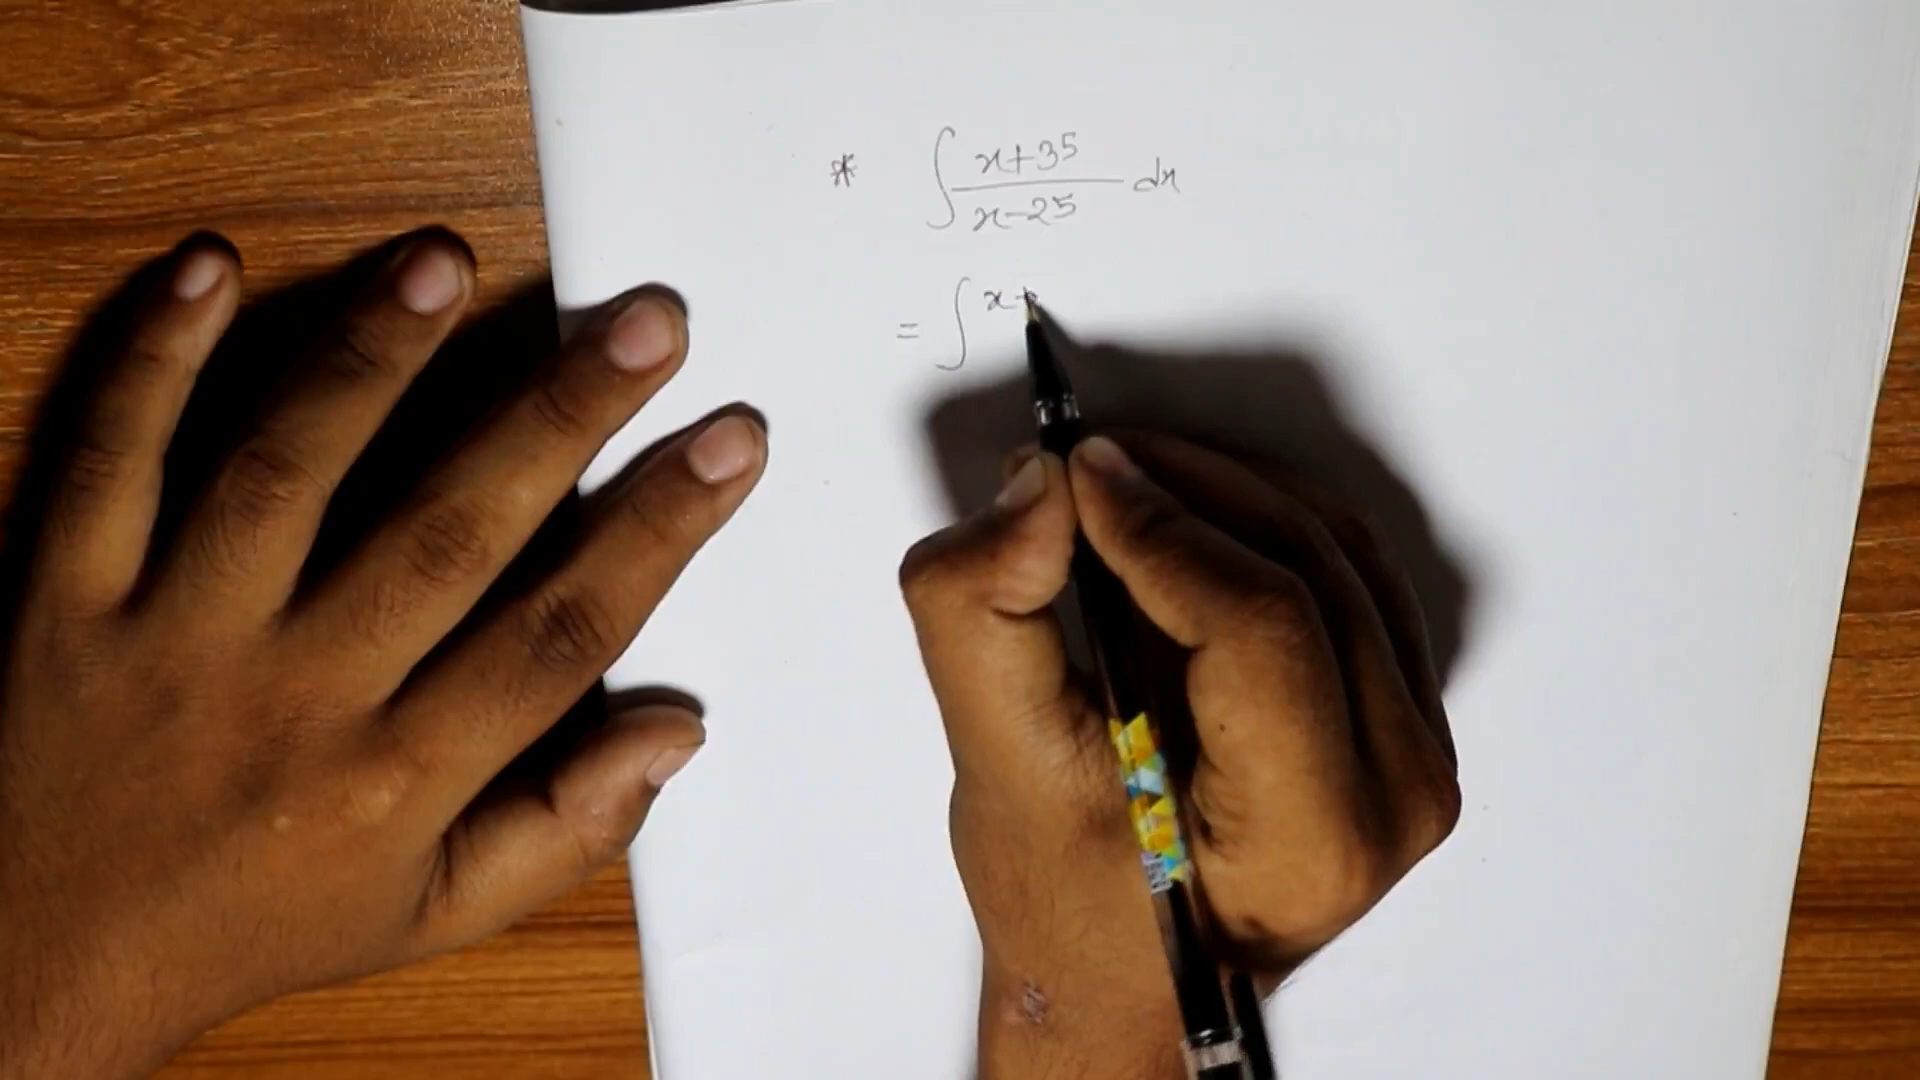 * ∫ x+35 / x-25 dx
= ∫ x+